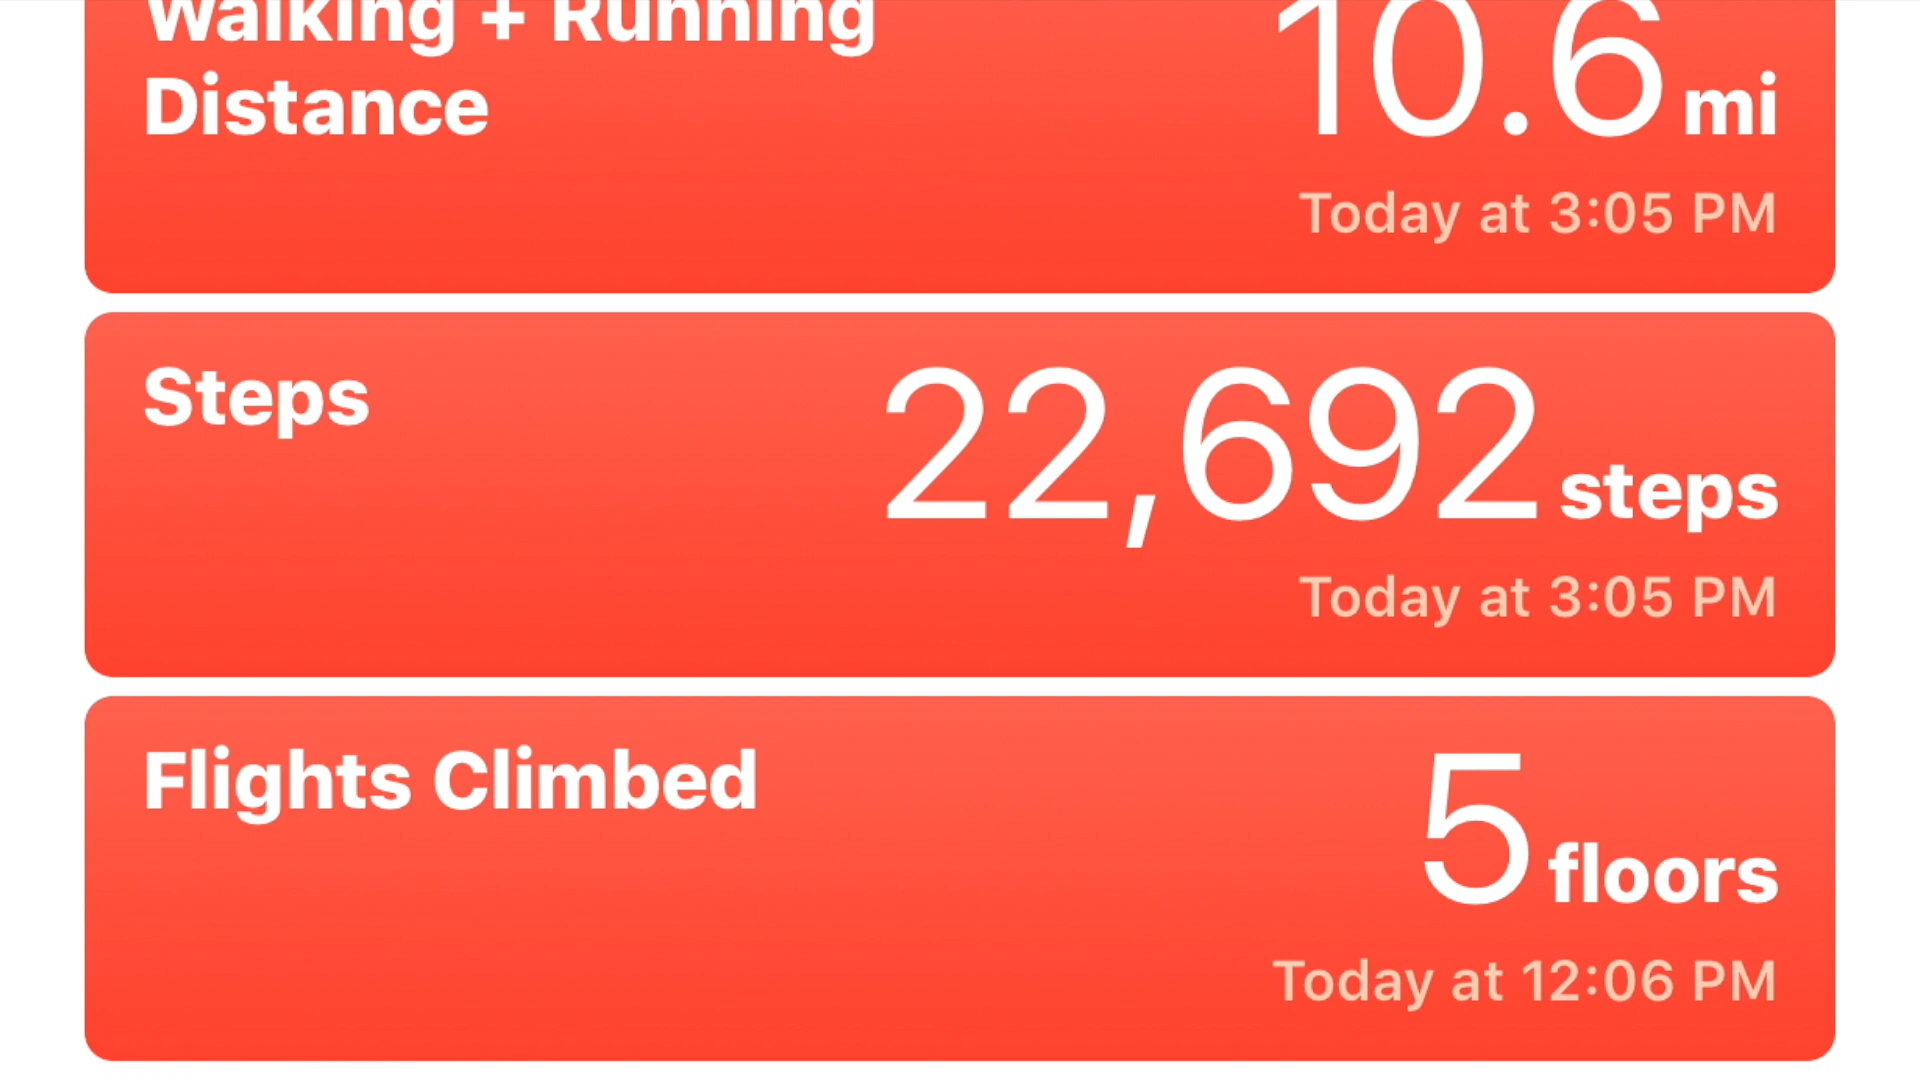 Walking + Running
Distance
10.6 mi
Today at 3:05 PM
Steps
22,692 steps
Today at 3:05 PM
Flights Climbed
5 floors
Today at 12:06 PM